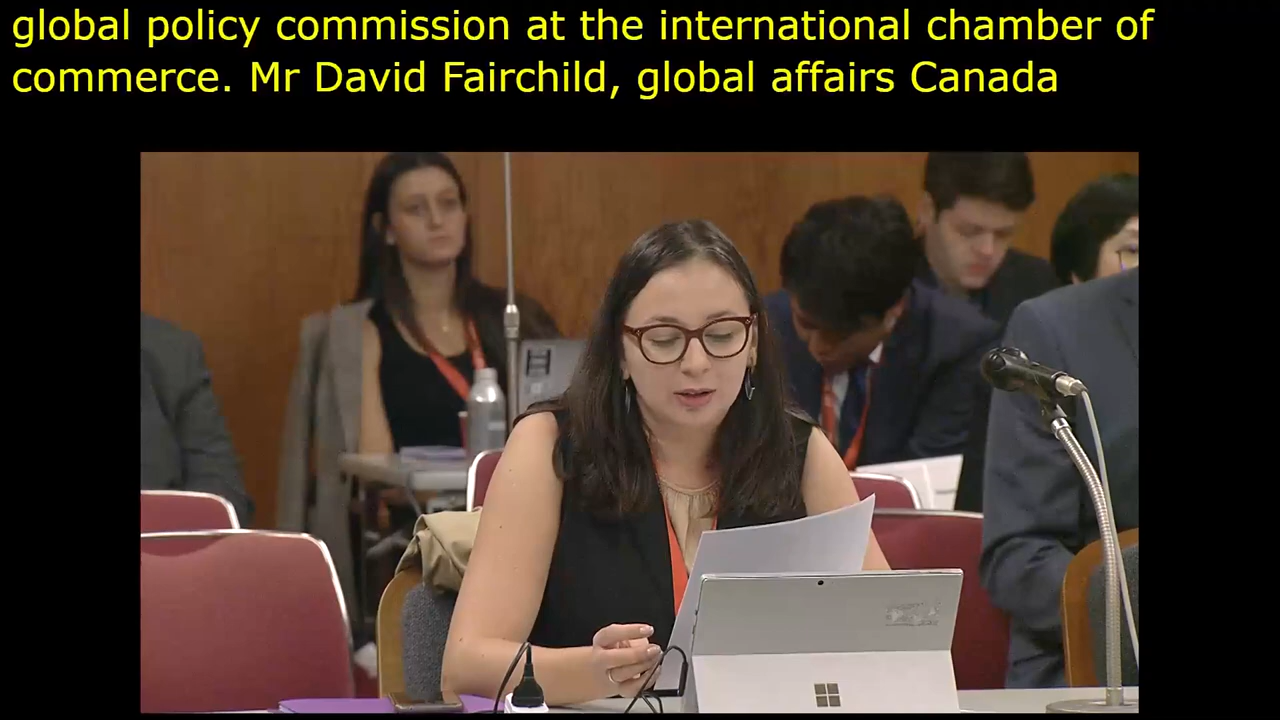 global policy commission at the international chamber of
commerce. Mr David Fairchild, global affairs Canada